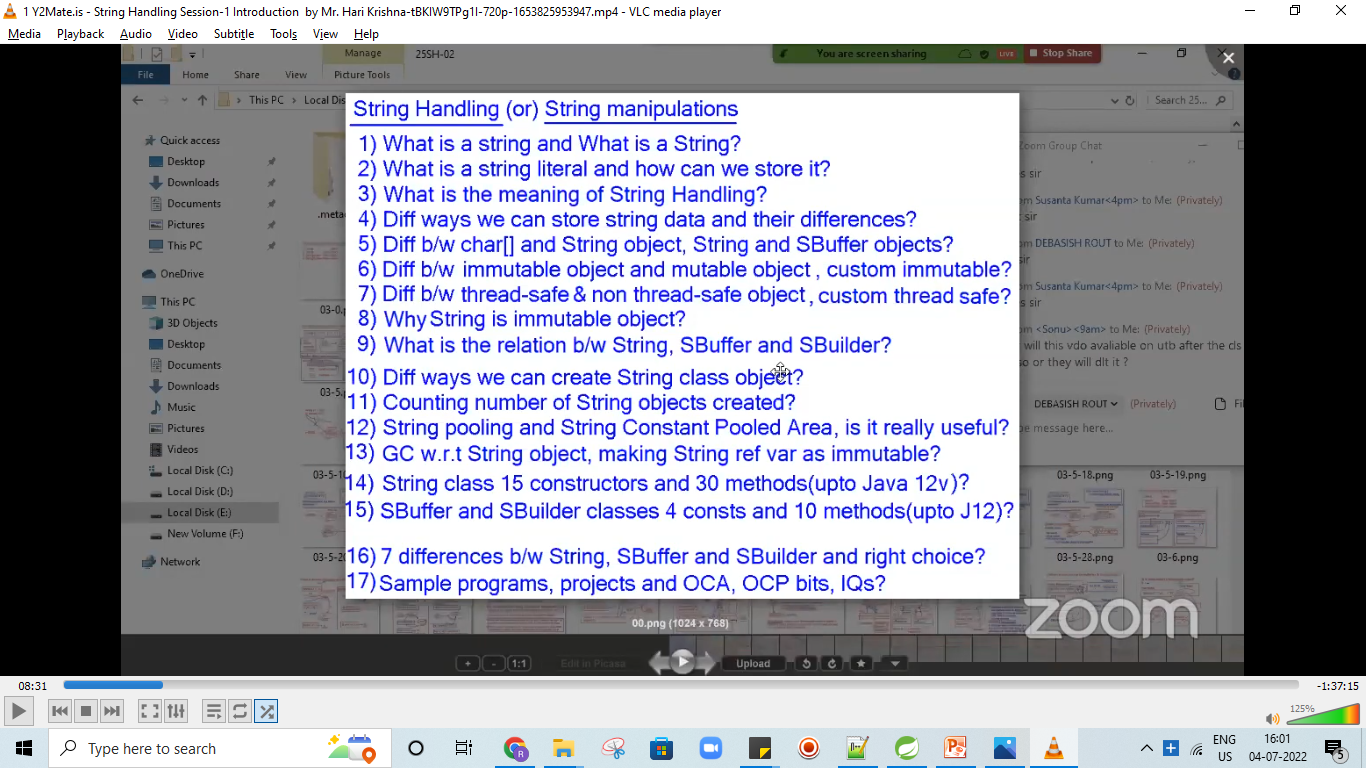 1 Y2Mate.is - String Handling Session-1 Introduction by Mr. Hari Krishna-tBKlW9TPg1I-720p-1653825953947.mp4 - VLC media player
Media Playback Audio Video Subtitle Tools View Help
Manage 25SH-02 You are screen sharing LIVE Stop Share
File Home Share View Picture Tools
This PC Local Dis Search 25...
Quick access
Desktop
Downloads
Documents
Pictures
This PC
OneDrive
This PC
3D Objects
Desktop
Documents
Downloads
Music
Pictures
Videos
Local Disk (C:)
Local Disk (D:)
Local Disk (E:)
New Volume (F:)
Network
.meta
03-0.
03-5.
03-5-1
03-5-2
String Handling (or) String manipulations
1) What is a string and What is a String?
2) What is a string literal and how can we store it?
3) What is the meaning of String Handling?
4) Diff ways we can store string data and their differences?
5) Diff b/w char[] and String object, String and SBuffer objects?
6) Diff b/w immutable object and mutable object , custom immutable?
7) Diff b/w thread-safe & non thread-safe object , custom thread safe?
8) Why String is immutable object?
9) What is the relation b/w String, SBuffer and SBuilder?
10) Diff ways we can create String class object?
11) Counting number of String objects created?
12) String pooling and String Constant Pooled Area, is it really useful?
13) GC w.r.t String object, making String ref var as immutable?
14) String class 15 constructors and 30 methods(upto Java 12v)?
15) SBuffer and SBuilder classes 4 consts and 10 methods(upto J12)?
16) 7 differences b/w String, SBuffer and SBuilder and right choice?
17) Sample programs, projects and OCA, OCP bits, IQs?
Zoom Group Chat
s sir
om Susanta Kumar<4pm> to Me: (Privately)
sir
om DEBASISH ROUT to Me: (Privately)
om Susanta Kumar<4pm> to Me: (Privately)
s sir
om <Sonu> <9am> to Me: (Privately)
will this vdo avaliable on utb after the ds
so or they will dlt it ?
DEBASISH ROUT (Privately) Fil
pe message here...
03-5-18.png 03-5-19.png
03-5-28.png 03-6.png
zoom
00.png (1024 x 768)
+ - 1:1 Edit in Picasa Upload
08:31 -1:37:15
125%
Type here to search
ENG
US
16:01
04-07-2022
5